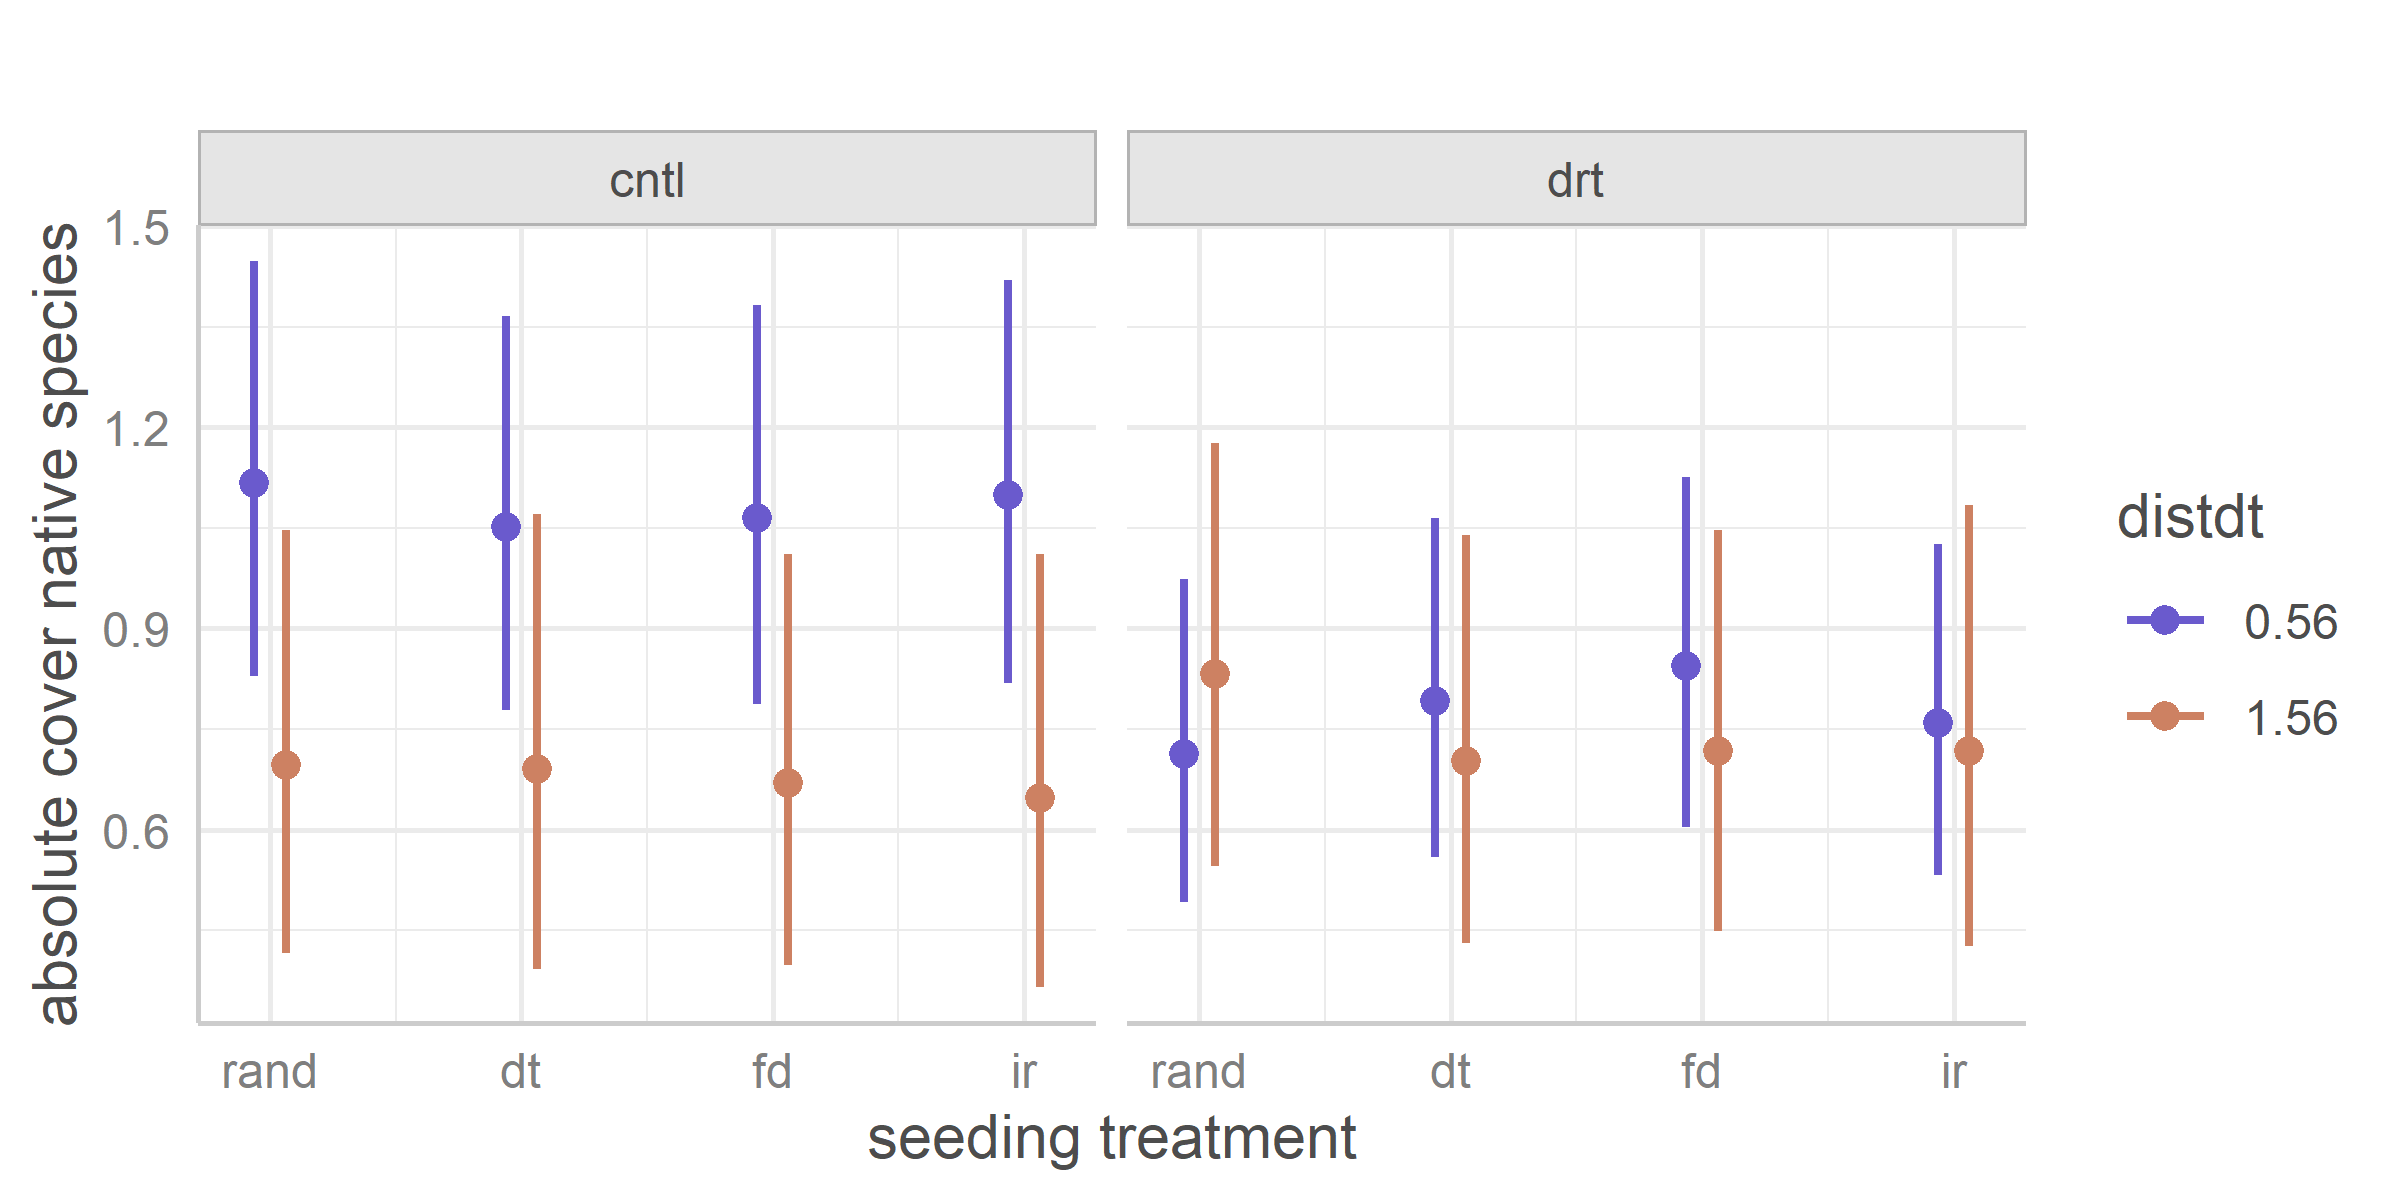 cntl
drt
absolute cover native species
1.5
1.2
0.9
0.6
rand dt fd ir
rand dt fd ir
seeding treatment
distdt
0.56
1.56